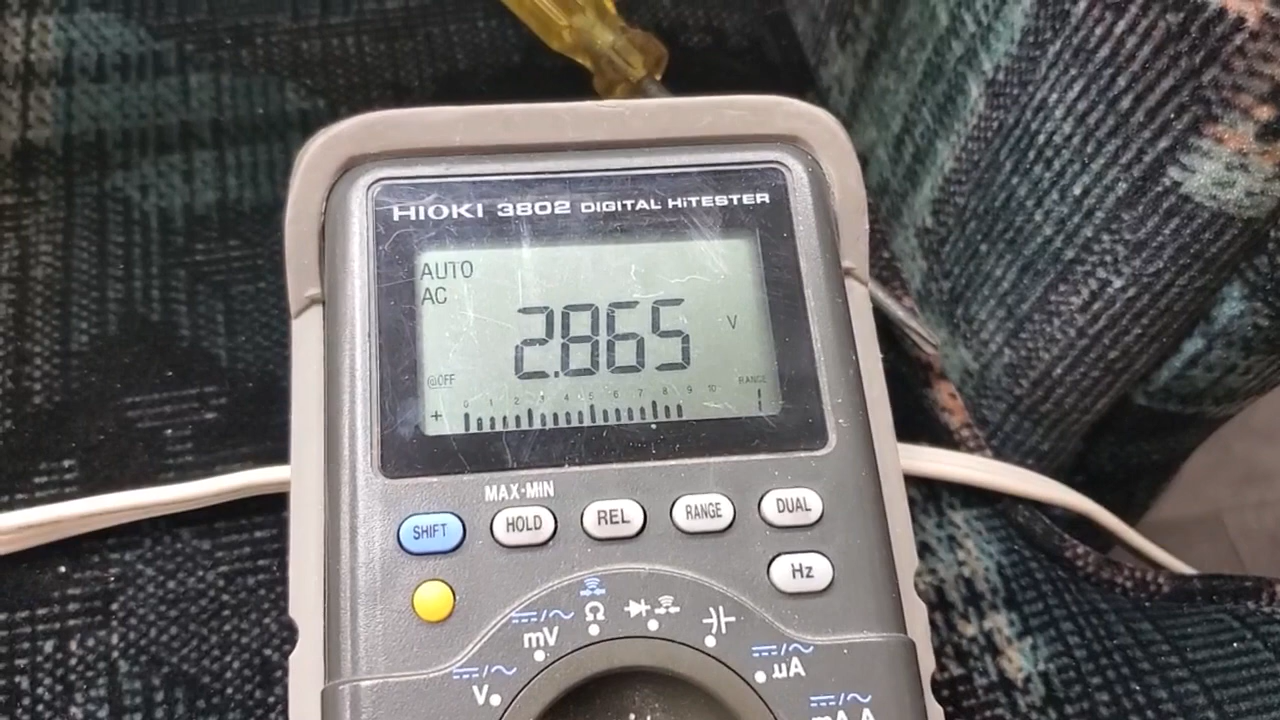 HIOKI 3802 DIGITAL HiTESTER
AUTO
AC
2.865 V
@OFF
RANGE
0 1 2 3 4 5 6 7 8 9 10
+
MAX•MIN
SHIFT HOLD REL RANGE DUAL
Hz
mV Ω
V μA
mA A